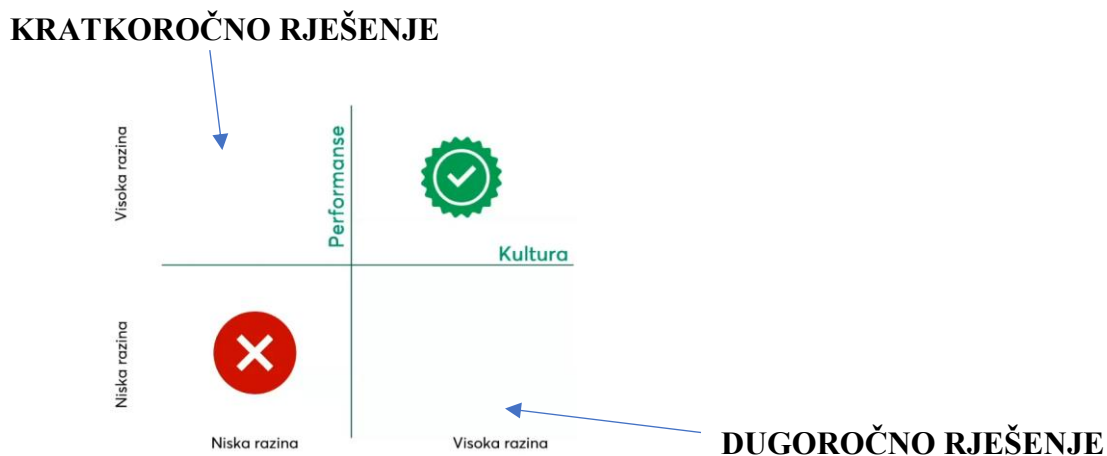 KRATKOROČNO RJEŠENJE
Visoka razina
Performanse
Kultura
Niska razina
Niska razina
Visoka razina
DUGOROČNO RJEŠENJE